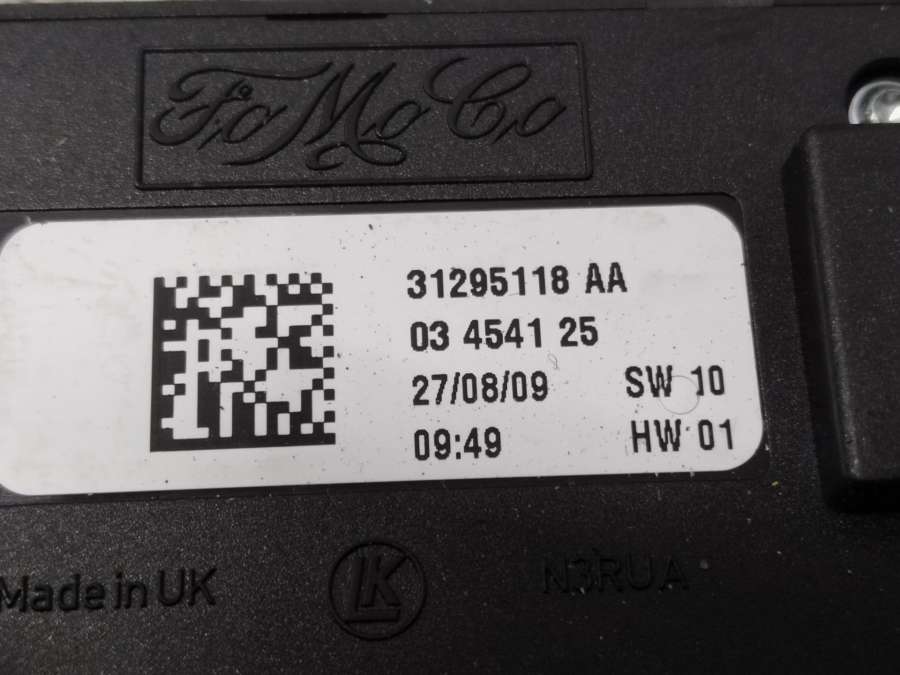 FoMoCo
31295118 AA
03 4541 25
27/08/09 SW 10
09:49 HW 01
Made in UK LK N3RUA